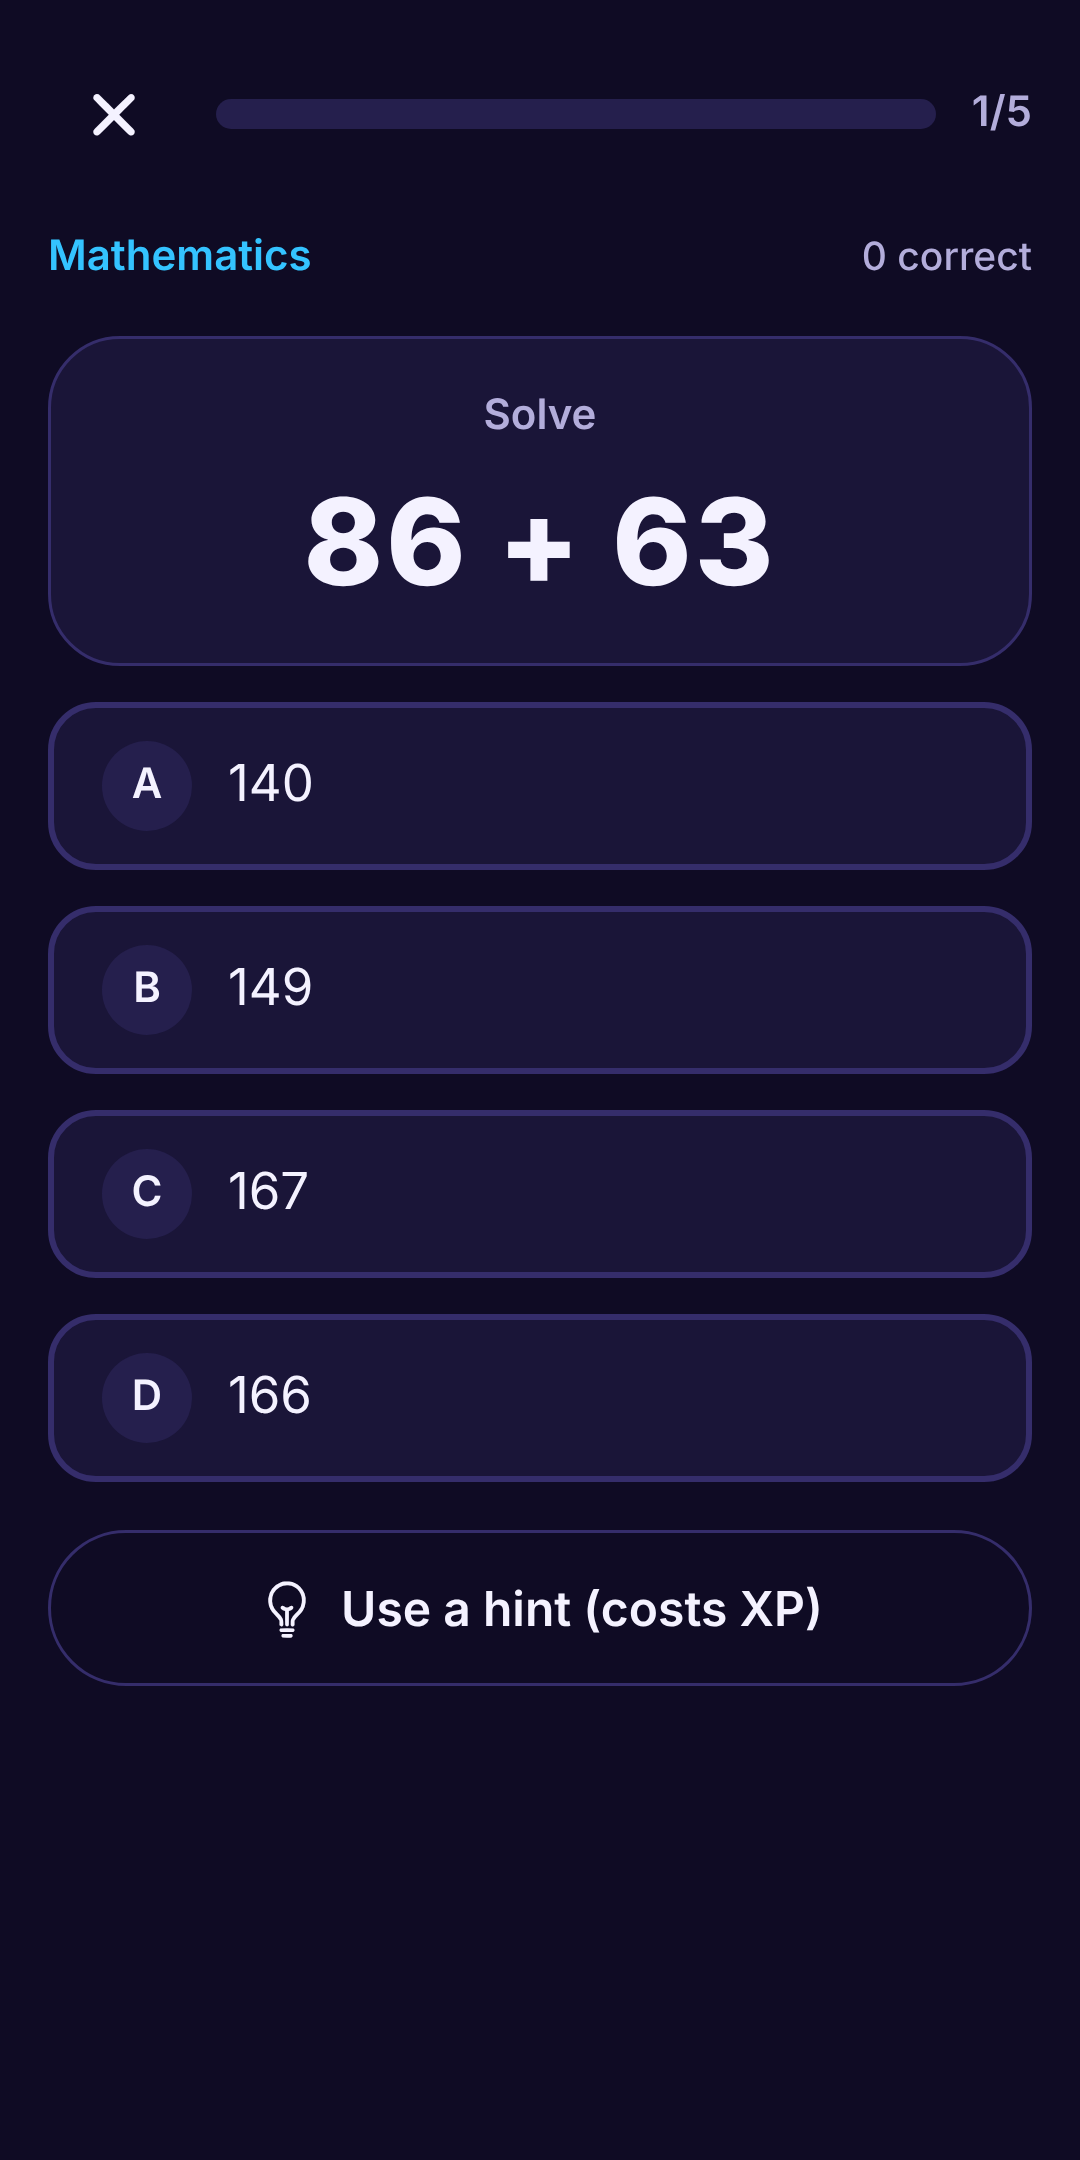 1/5
Mathematics
0 correct
Solve
86 + 63
A 140
B 149
C 167
D 166
Use a hint (costs XP)